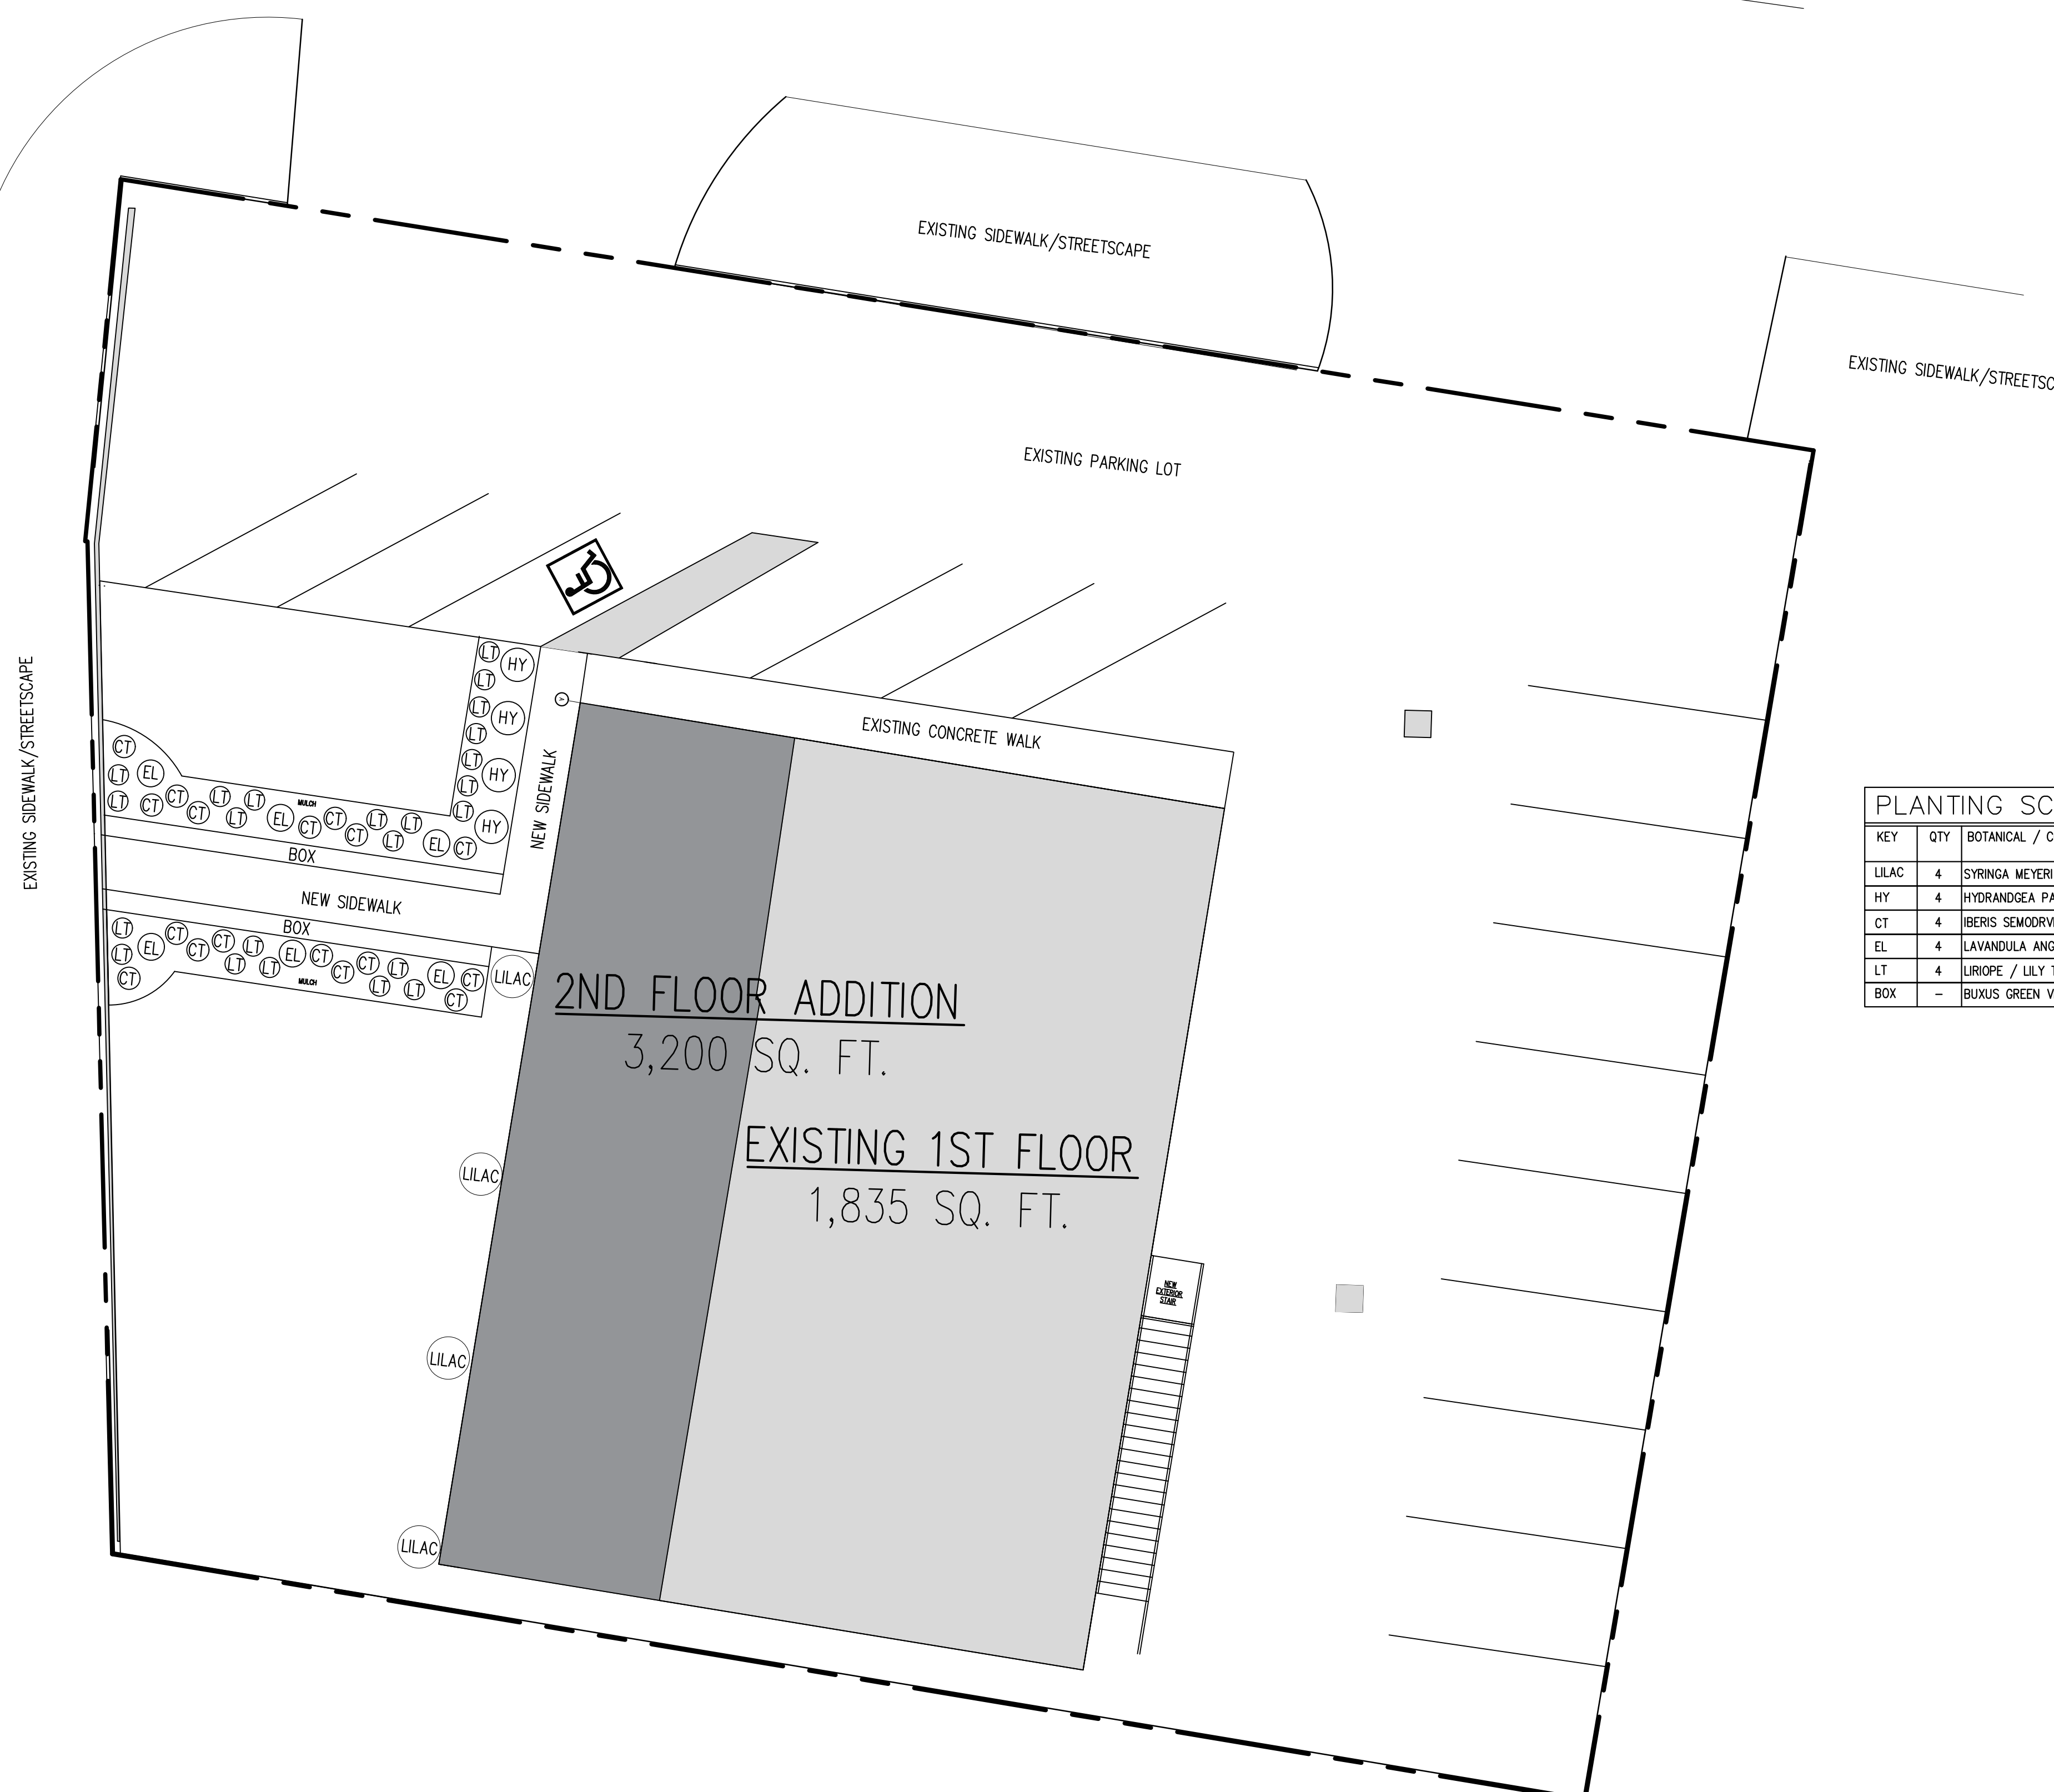 EXISTING SIDEWALK/STREETSCAPE
EXISTING SIDEWALK/STREETSC
EXISTING PARKING LOT
EXISTING SIDEWALK/STREETSCAPE
LT HY
LT
LT HY
LT
LT HY
LT
LT HY
EXISTING CONCRETE WALK
NEW SIDEWALK
CT
LT EL
LT CT CT CT LT LT LT MULCH EL CT CT CT LT LT LT EL CT
BOX
NEW SIDEWALK
BOX
LT LT CT EL CT CT CT LT LT LT EL CT CT CT LT LT LT EL CT CT
MULCH
LILAC
2ND FLOOR ADDITION
3,200 SQ. FT.
EXISTING 1ST FLOOR
1,835 SQ. FT.
LILAC
LILAC
LILAC
NEW
EXTERIOR
STAIR
PLANTING SC
KEY QTY BOTANICAL / C
LILAC 4 SYRINGA MEYERI
HY 4 HYDRANDGEA PA
CT 4 IBERIS SEMODRVI
EL 4 LAVANDULA ANG
LT 4 LIRIOPE / LILY T
BOX – BUXUS GREEN V